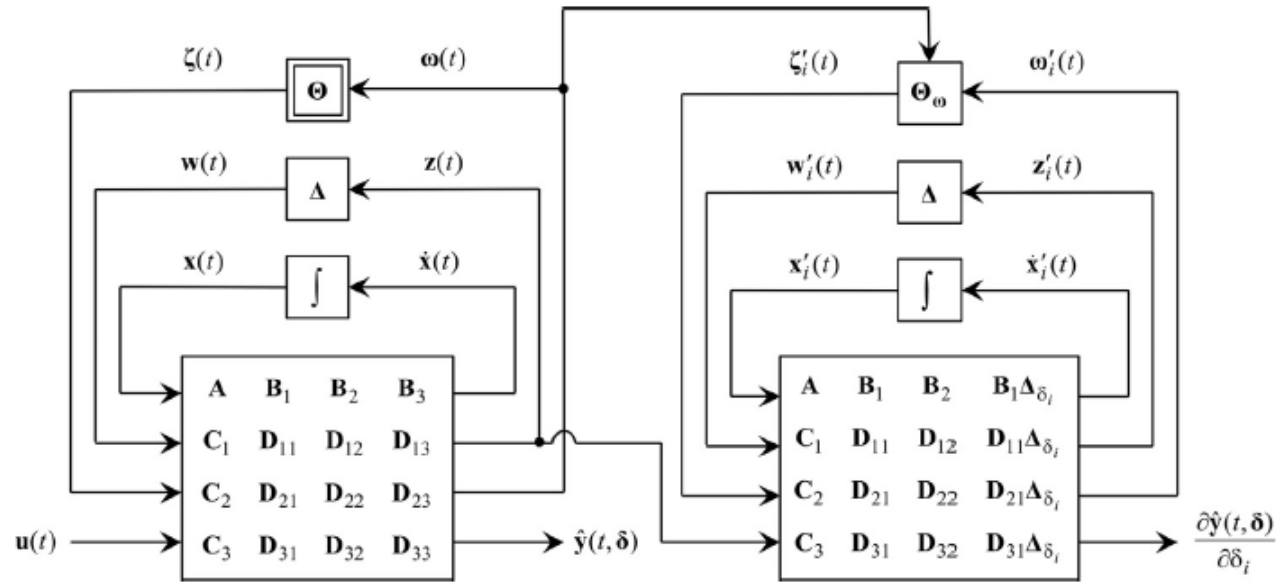 ζ(t) Θ ω(t) ζ′ᵢ(t) Θ_ω ω′ᵢ(t)
w(t) Δ z(t) w′ᵢ(t) Δ z′ᵢ(t)
x(t) ∫ ẋ(t) x′ᵢ(t) ∫ ẋ′ᵢ(t)
A B₁ B₂ B₃ A B₁ B₂ B₁Δ_δᵢ
C₁ D₁₁ D₁₂ D₁₃ C₁ D₁₁ D₁₂ D₁₁Δ_δᵢ
C₂ D₂₁ D₂₂ D₂₃ C₂ D₂₁ D₂₂ D₂₁Δ_δᵢ
u(t) C₃ D₃₁ D₃₂ D₃₃ ŷ(t, δ) C₃ D₃₁ D₃₂ D₃₁Δ_δᵢ ∂ŷ(t, δ)
∂δᵢ